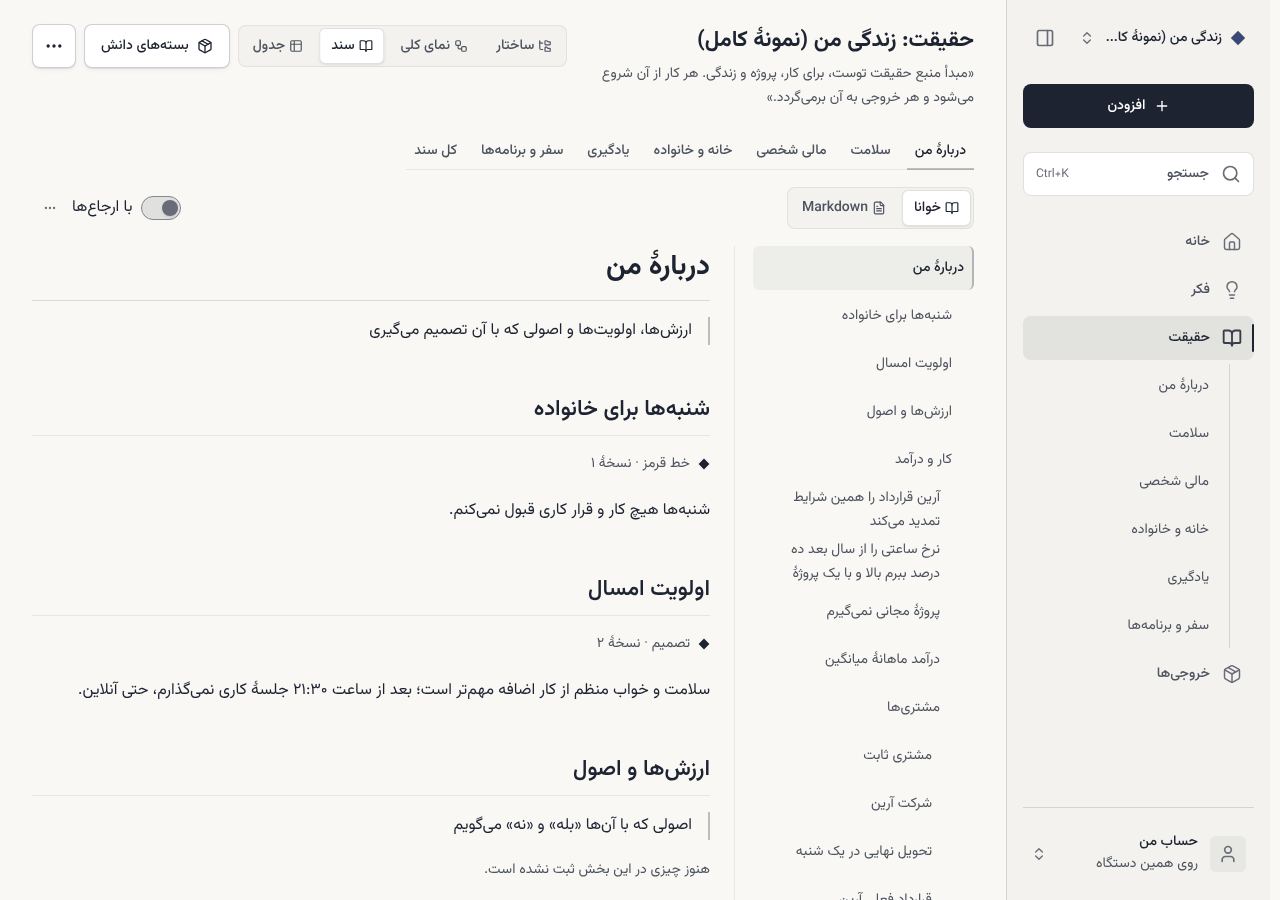 زندگی من (نمونهٔ کا...
افزودن
جستجو
Ctrl+K
خانه
فکر
حقیقت
دربارهٔ من
سلامت
مالی شخصی
خانه و خانواده
یادگیری
سفر و برنامه‌ها
خروجی‌ها
حساب من
روی همین دستگاه
حقیقت: زندگی من (نمونهٔ کامل)
«مبدأ منبع حقیقت توست، برای کار، پروژه و زندگی. هر کار از آن شروع
می‌شود و هر خروجی به آن برمی‌گردد.»
ساختار
نمای کلی
سند
جدول
بسته‌های دانش
دربارهٔ من
سلامت
مالی شخصی
خانه و خانواده
یادگیری
سفر و برنامه‌ها
کل سند
خوانا
Markdown
با ارجاع‌ها
دربارهٔ من
شنبه‌ها برای خانواده
اولویت امسال
ارزش‌ها و اصول
کار و درآمد
آرین قرارداد را همین شرایط
تمدید می‌کند
نرخ ساعتی را از سال بعد ده
درصد ببرم بالا و با یک پروژهٔ
پروژهٔ مجانی نمی‌گیرم
درآمد ماهانهٔ میانگین
مشتری‌ها
مشتری ثابت
شرکت آرین
تحویل نهایی در یک شنبه
قرارداد فعلی آرین
دربارهٔ من
ارزش‌ها، اولویت‌ها و اصولی که با آن تصمیم می‌گیری
شنبه‌ها برای خانواده
خط قرمز · نسخهٔ ۱
شنبه‌ها هیچ کار و قرار کاری قبول نمی‌کنم.
اولویت امسال
تصمیم · نسخهٔ ۲
سلامت و خواب منظم از کار اضافه مهم‌تر است؛ بعد از ساعت ۲۱:۳۰ جلسهٔ کاری نمی‌گذارم، حتی آنلاین.
ارزش‌ها و اصول
اصولی که با آن‌ها «بله» و «نه» می‌گویم
هنوز چیزی در این بخش ثبت نشده است.